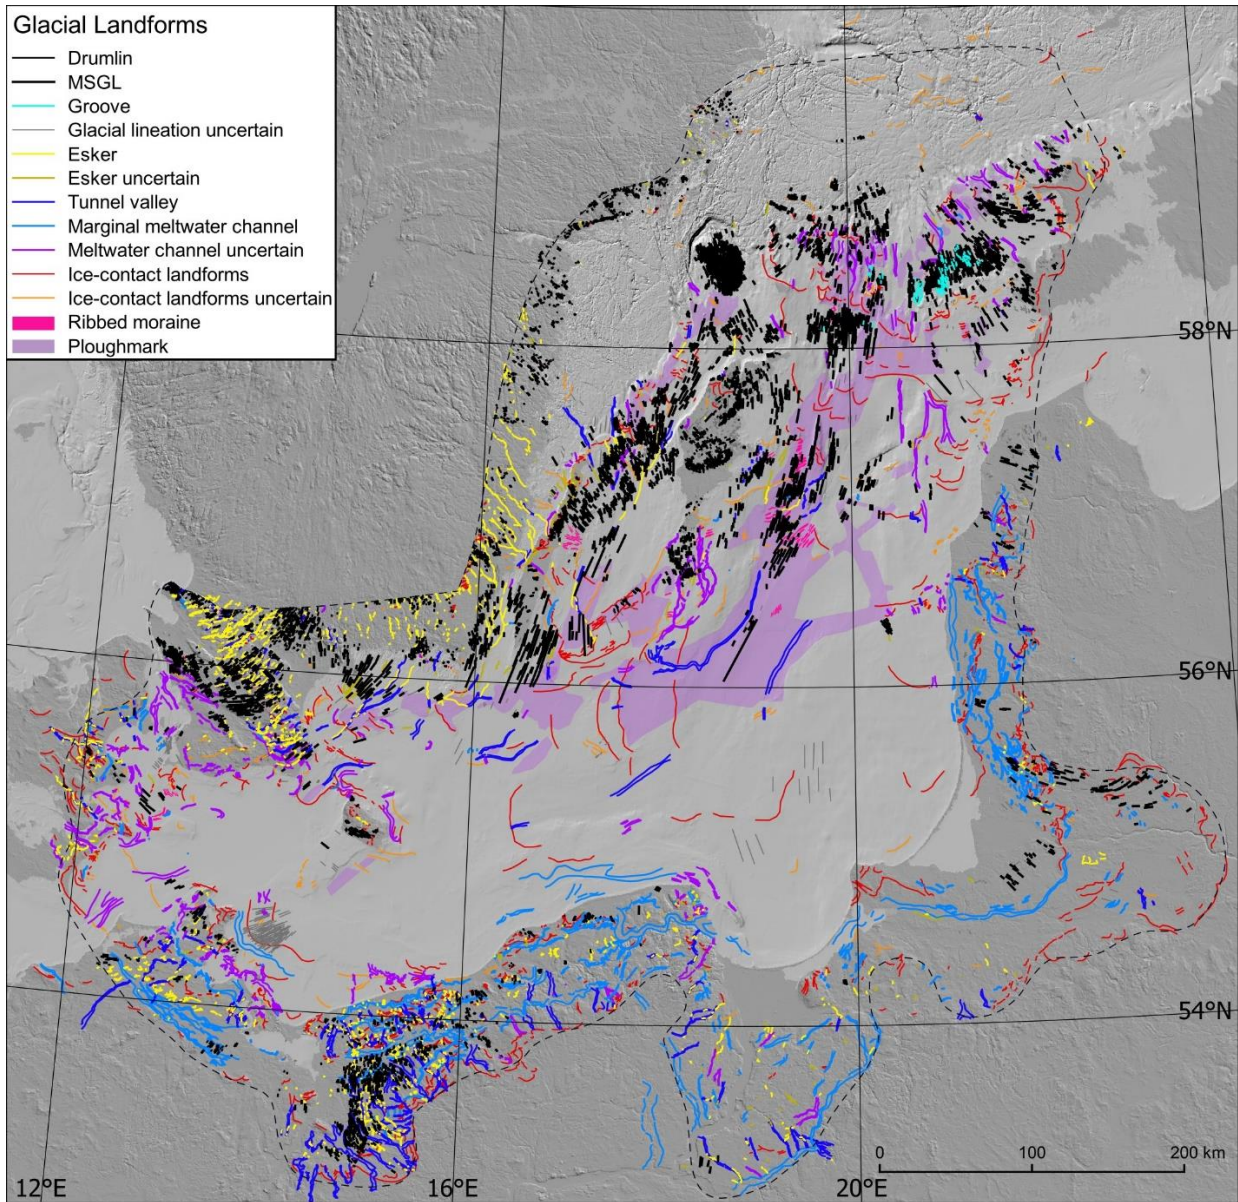 Glacial Landforms
Drumlin
MSGL
Groove
Glacial lineation uncertain
Esker
Esker uncertain
Tunnel valley
Marginal meltwater channel
Meltwater channel uncertain
Ice-contact landforms
Ice-contact landforms uncertain
Ribbed moraine
Ploughmark
58°N
56°N
54°N
0 100 200 km
12°E 16°E 20°E